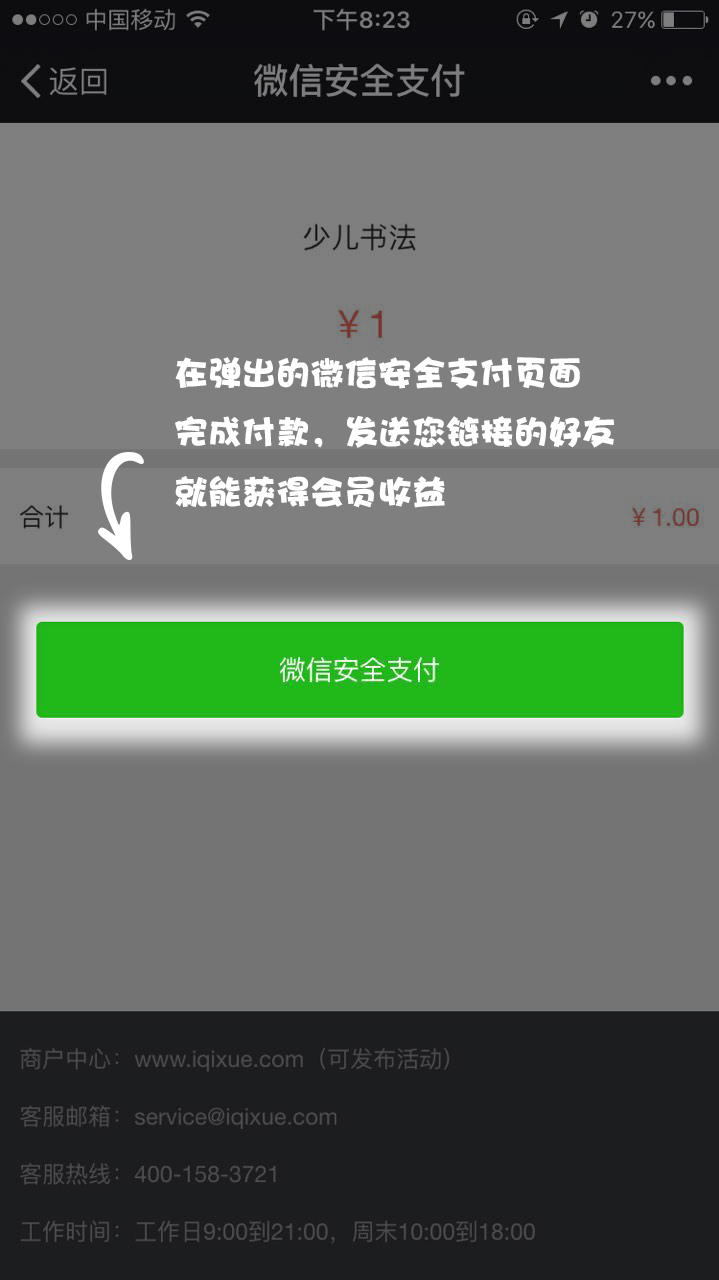 中国移动 下午8:23 27%
返回 微信安全支付
少儿书法
¥1
在弹出的微信安全支付页面
完成付款，发送您链接的好友
就能获得会员收益
合计 ¥1.00
微信安全支付
商户中心：www.iqixue.com（可发布活动）
客服邮箱：service@iqixue.com
客服热线：400-158-3721
工作时间：工作日9:00到21:00，周末10:00到18:00